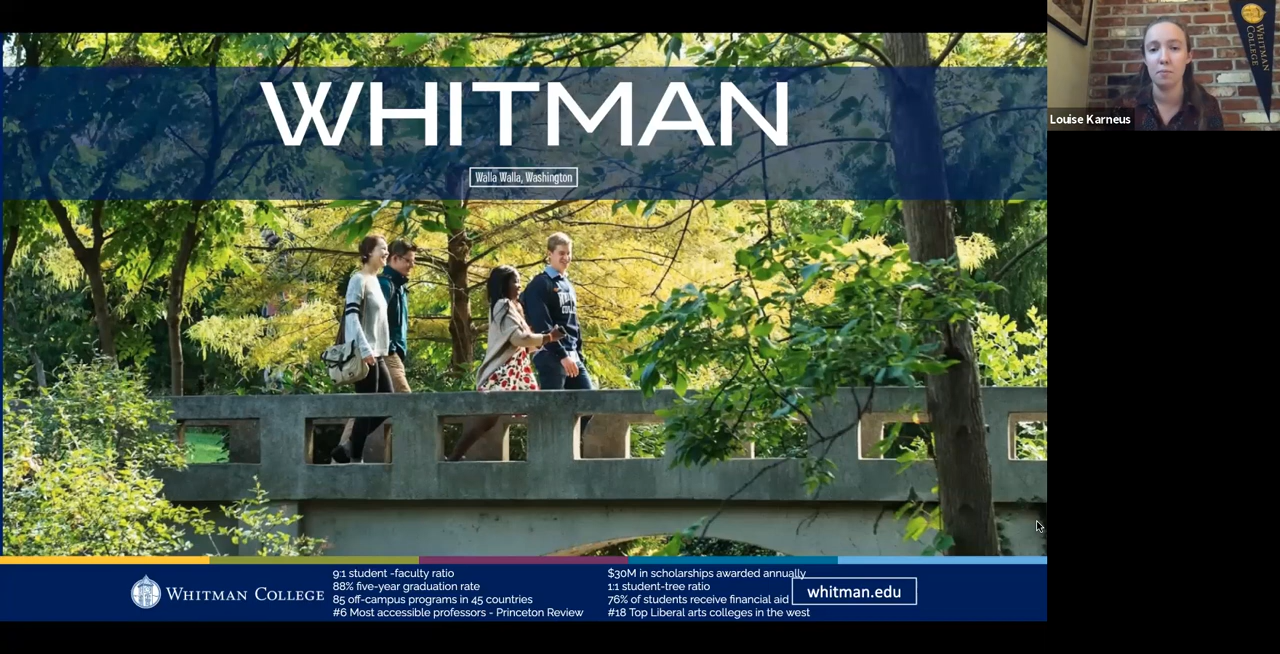 WHITMAN
Walla Walla, Washington
WHITMAN COLLEGE
9:1 student -faculty ratio
88% five-year graduation rate
85 off-campus programs in 45 countries
#6 Most accessible professors - Princeton Review
$30M in scholarships awarded annually
1:1 student-tree ratio
76% of students receive financial aid
#18 Top Liberal arts colleges in the west
whitman.edu
WHITMAN
COLLEGE
Louise Karneus